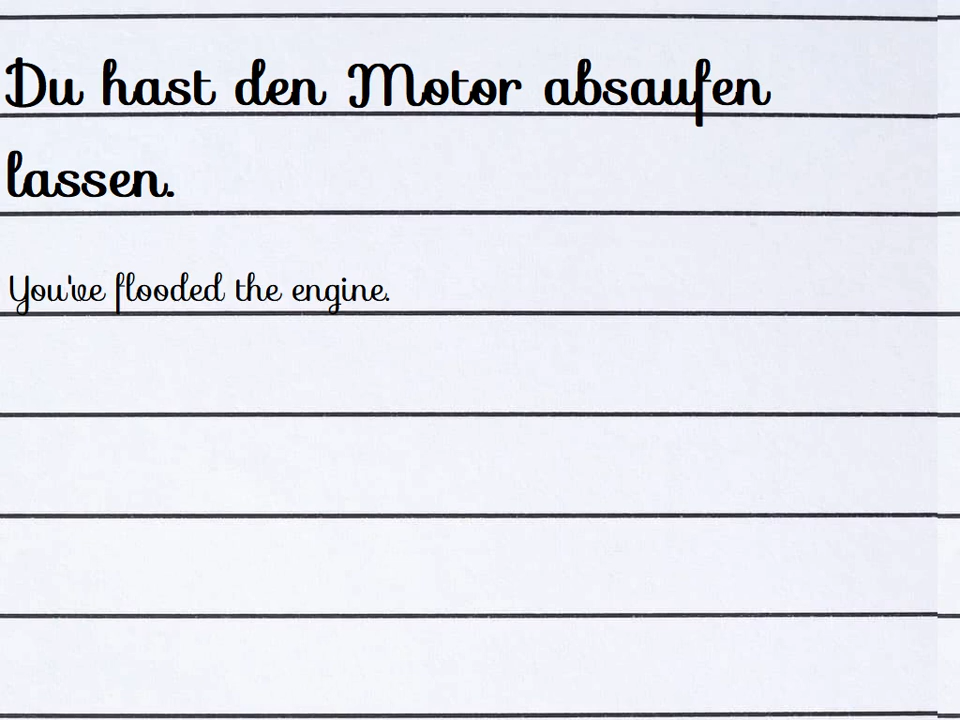 Du hast den Motor absaufen
lassen.
You've flooded the engine.